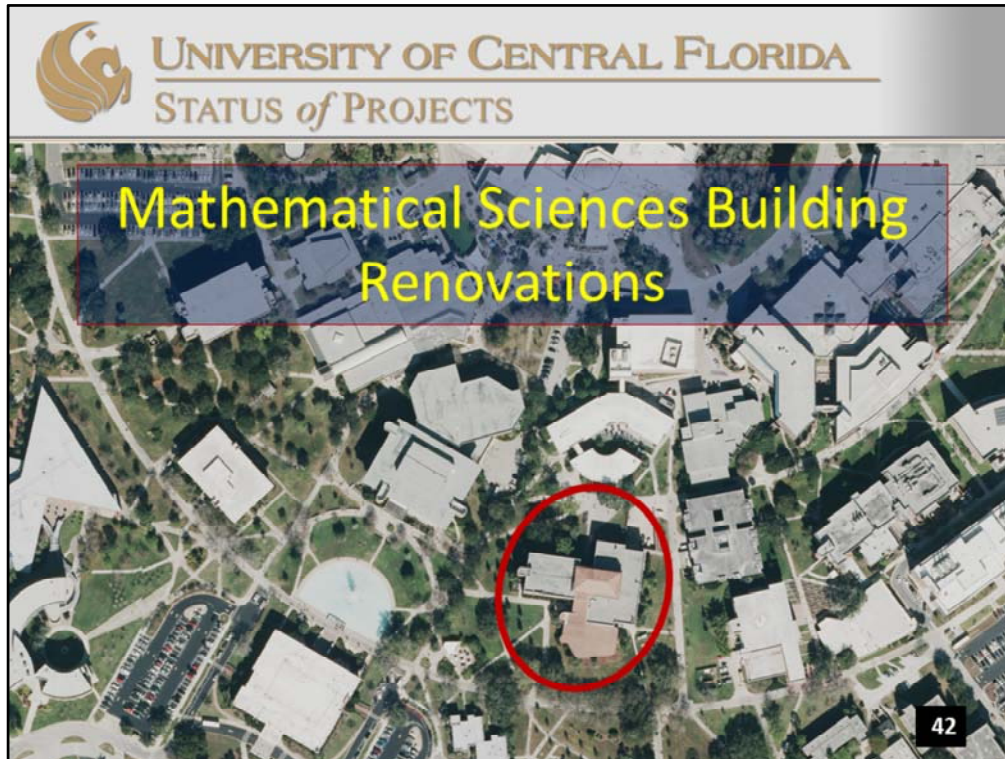 UNIVERSITY OF CENTRAL FLORIDA
STATUS of PROJECTS
Mathematical Sciences Building
Renovations
42